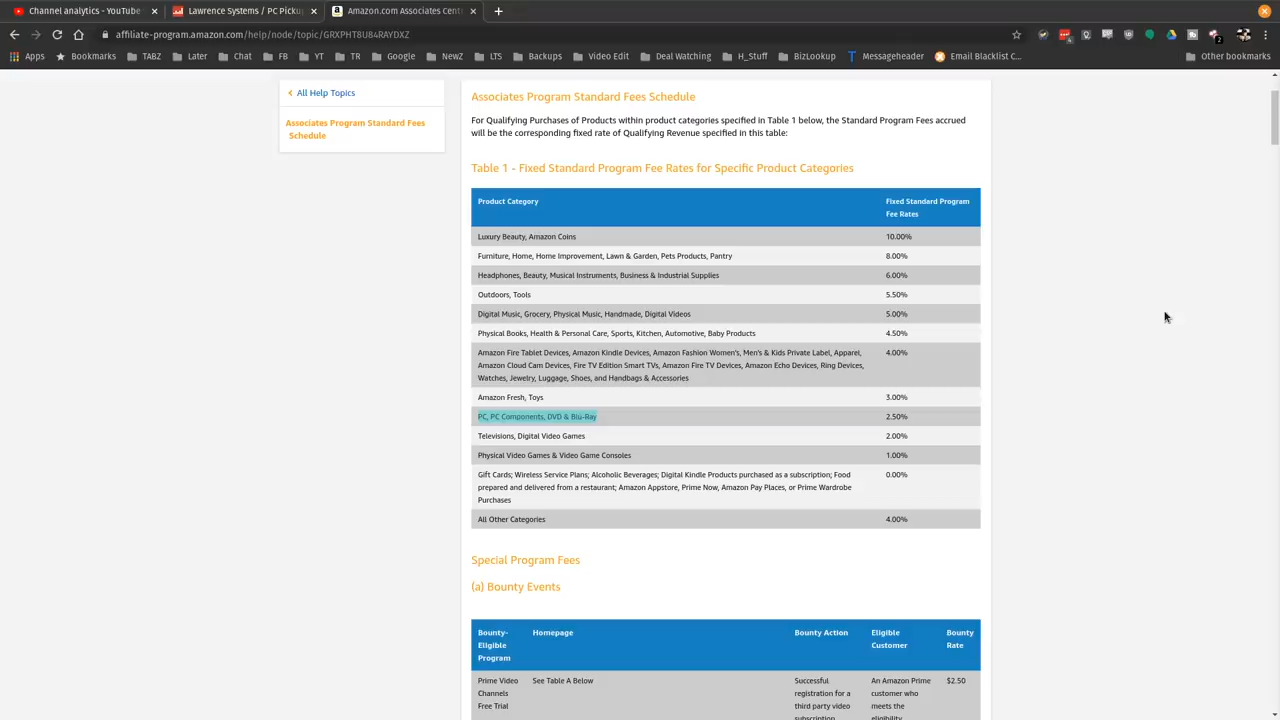 Channel analytics - YouTube
Lawrence Systems / PC Pickup
Amazon.com Associates Cent
affiliate-program.amazon.com/help/node/topic/GRXPHT8U84RAYDXZ
Apps Bookmarks TABZ Later Chat FB YT TR Google NewZ LTS Backups Video Edit Deal Watching H_Stuff BizLookup Messageheader Email Blacklist C... Other bookmarks
All Help Topics
Associates Program Standard Fees
Schedule
Associates Program Standard Fees Schedule
For Qualifying Purchases of Products within product categories specified in Table 1 below, the Standard Program Fees accrued
will be the corresponding fixed rate of Qualifying Revenue specified in this table:
Table 1 - Fixed Standard Program Fee Rates for Specific Product Categories
Product Category Fixed Standard Program
Fee Rates
Luxury Beauty, Amazon Coins 10.00%
Furniture, Home, Home Improvement, Lawn & Garden, Pets Products, Pantry 8.00%
Headphones, Beauty, Musical Instruments, Business & Industrial Supplies 6.00%
Outdoors, Tools 5.50%
Digital Music, Grocery, Physical Music, Handmade, Digital Videos 5.00%
Physical Books, Health & Personal Care, Sports, Kitchen, Automotive, Baby Products 4.50%
Amazon Fire Tablet Devices, Amazon Kindle Devices, Amazon Fashion Women's, Men's & Kids Private Label, Apparel, 4.00%
Amazon Cloud Cam Devices, Fire TV Edition Smart TVs, Amazon Fire TV Devices, Amazon Echo Devices, Ring Devices,
Watches, Jewelry, Luggage, Shoes, and Handbags & Accessories
Amazon Fresh, Toys 3.00%
PC, PC Components, DVD & Blu-Ray 2.50%
Televisions, Digital Video Games 2.00%
Physical Video Games & Video Game Consoles 1.00%
Gift Cards; Wireless Service Plans; Alcoholic Beverages; Digital Kindle Products purchased as a subscription; Food 0.00%
prepared and delivered from a restaurant; Amazon Appstore, Prime Now, Amazon Pay Places, or Prime Wardrobe
Purchases
All Other Categories 4.00%
Special Program Fees
(a) Bounty Events
Bounty- Homepage Bounty Action Eligible Bounty
Eligible Customer Rate
Program
Prime Video See Table A Below Successful An Amazon Prime $2.50
Channels registration for a customer who
Free Trial third party video meets the
subscription eligibility